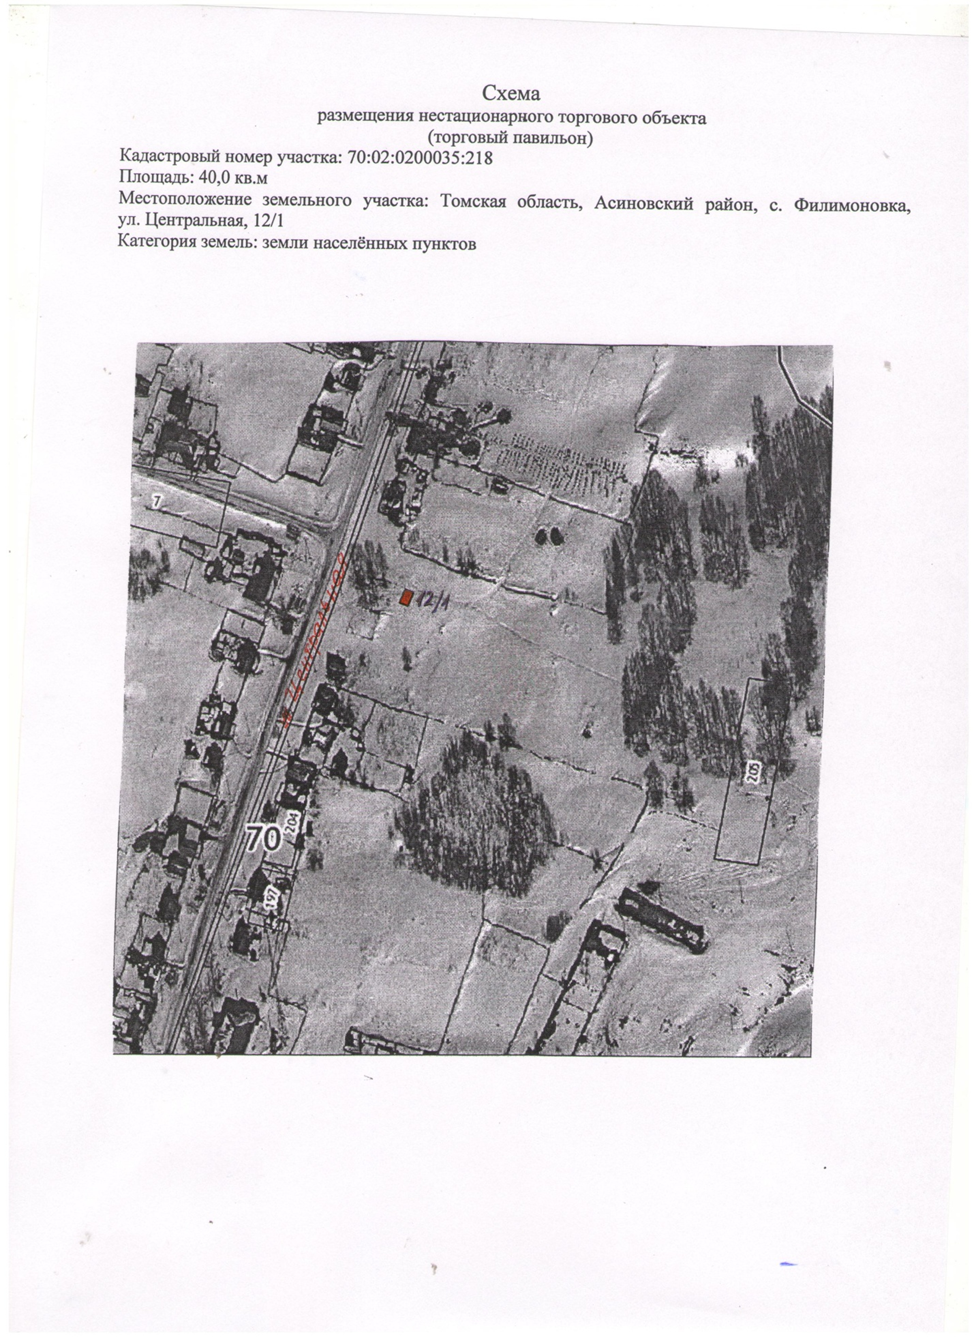 Схема
размещения нестационарного торгового объекта
(торговый павильон)
Кадастровый номер участка: 70:02:0200035:218
Площадь: 40,0 кв.м
Местоположение земельного участка: Томская область, Асиновский район, с. Филимоновка,
ул. Центральная, 12/1
Категория земель: земли населённых пунктов
7
12/1
ул. Центральная
205
204
70
197